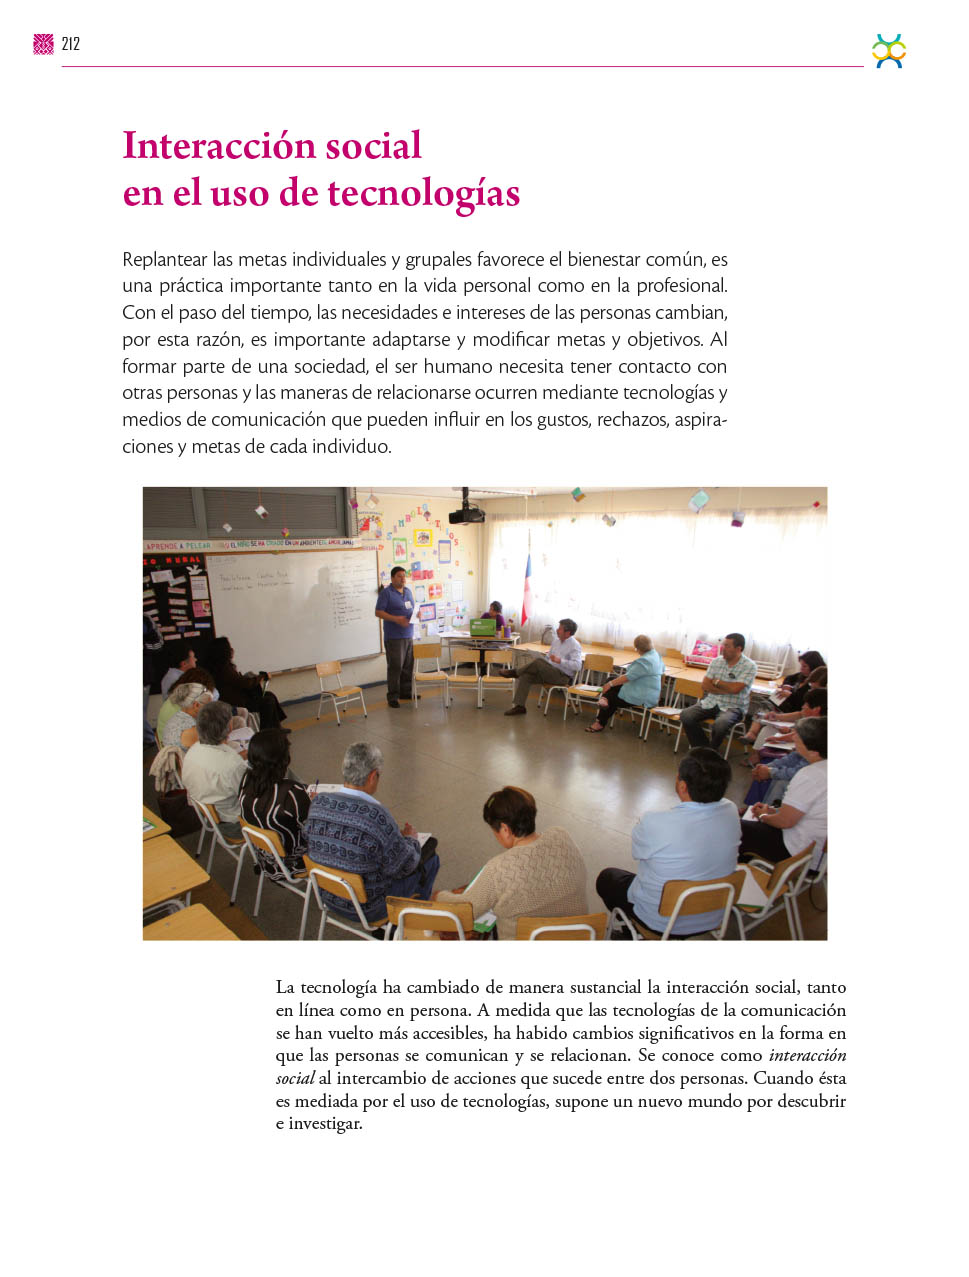 212
Interacción social
en el uso de tecnologías
Replantear las metas individuales y grupales favorece el bienestar común, es
una práctica importante tanto en la vida personal como en la profesional.
Con el paso del tiempo, las necesidades e intereses de las personas cambian,
por esta razón, es importante adaptarse y modificar metas y objetivos. Al
formar parte de una sociedad, el ser humano necesita tener contacto con
otras personas y las maneras de relacionarse ocurren mediante tecnologías y
medios de comunicación que pueden influir en los gustos, rechazos, aspira-
ciones y metas de cada individuo.
APRENDE A PELEAR
EL NIÑO SE HA CRIADO EN UN AMBIENTE
RURAL
La tecnología ha cambiado de manera sustancial la interacción social, tanto
en línea como en persona. A medida que las tecnologías de la comunicación
se han vuelto más accesibles, ha habido cambios significativos en la forma en
que las personas se comunican y se relacionan. Se conoce como interacción
social al intercambio de acciones que sucede entre dos personas. Cuando ésta
es mediada por el uso de tecnologías, supone un nuevo mundo por descubrir
e investigar.